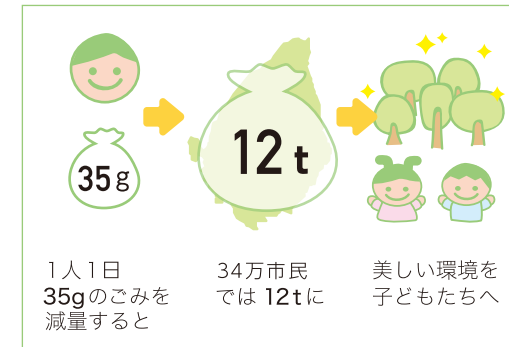 35g
12t
1人1日
35gのごみを
減量すると
34万市民
では12tに
美しい環境を
子どもたちへ